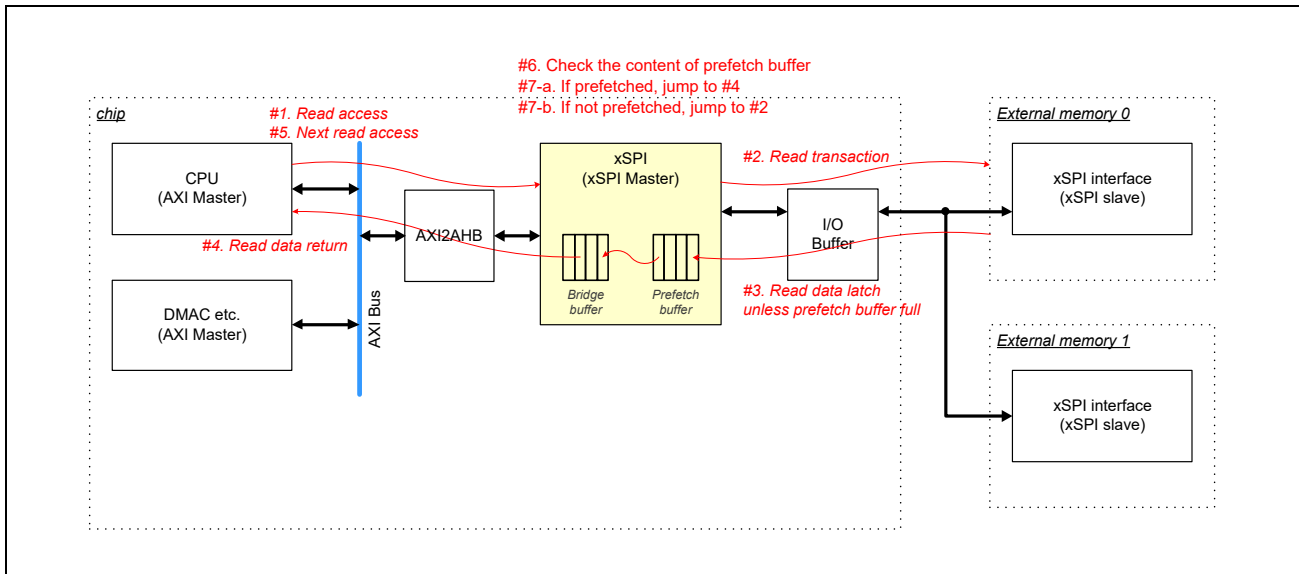 #6. Check the content of prefetch buffer
#7-a. If prefetched, jump to #4
#7-b. If not prefetched, jump to #2
chip
#1. Read access
#5. Next read access
CPU
(AXI Master)
#4. Read data return
DMAC etc.
(AXI Master)
AXI Bus
AXI2AHB
xSPI
(xSPI Master)
Bridge
buffer
Prefetch
buffer
#2. Read transaction
I/O
Buffer
#3. Read data latch
unless prefetch buffer full
External memory 0
xSPI interface
(xSPI slave)
External memory 1
xSPI interface
(xSPI slave)